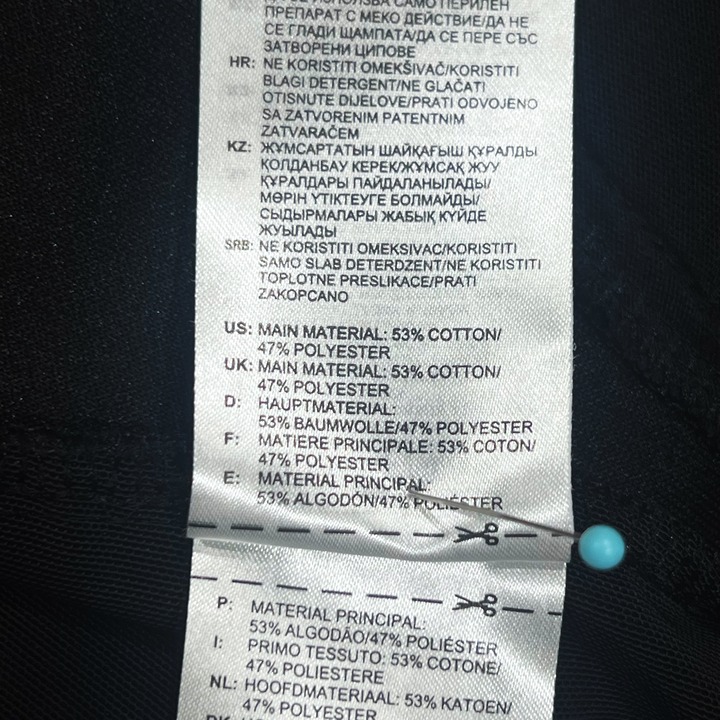 ПРЕПАРАТ С МЕКО ДЕЙСТВИЕ/ДА НЕ
СЕ ГЛАДИ ЩАМПАТА/ДА СЕ ПЕРЕ СЪС
ЗАТВОРЕНИ ЦИПОВЕ
HR: NE KORISTITI OMEKŠIVAČ/KORISTITI
BLAGI DETERGENT/NE GLAČATI
OTISNUTE DIJELOVE/PRATI ODVOJENO
SA ZATVORENIM PATENTNIM
ZATVARAČEM
KZ: ЖҰМСАРТАТЫН ШАЙҚАҒЫШ ҚҰРАЛДЫ
ҚОЛДАНБАУ КЕРЕК/ЖҰМСАҚ ЖУУ
ҚҰРАЛДАРЫ ПАЙДАЛАНЫЛАДЫ/
МӨРІН ҮТІКТЕУГЕ БОЛМАЙДЫ/
СЫДЫРМАЛАРЫ ЖАБЫҚ КҮЙДЕ
ЖУЫЛАДЫ
SRB: NE KORISTITI OMEKSIVAC/KORISTITI
SAMO SLAB DETERDZENT/NE KORISTITI
TOPLOTNE PRESLIKACE/PRATI
ZAKOPCANO
US: MAIN MATERIAL: 53% COTTON/
47% POLYESTER
UK: MAIN MATERIAL: 53% COTTON/
47% POLYESTER
D: HAUPTMATERIAL:
53% BAUMWOLLE/47% POLYESTER
F: MATIERE PRINCIPALE: 53% COTON/
47% POLYESTER
E: MATERIAL PRINCIPAL:
53% ALGODÓN/47% POLIÉSTER
P: MATERIAL PRINCIPAL:
53% ALGODÃO/47% POLIÉSTER
I: PRIMO TESSUTO: 53% COTONE/
47% POLIESTERE
NL: HOOFDMATERIAAL: 53% KATOEN/
47% POLYESTER